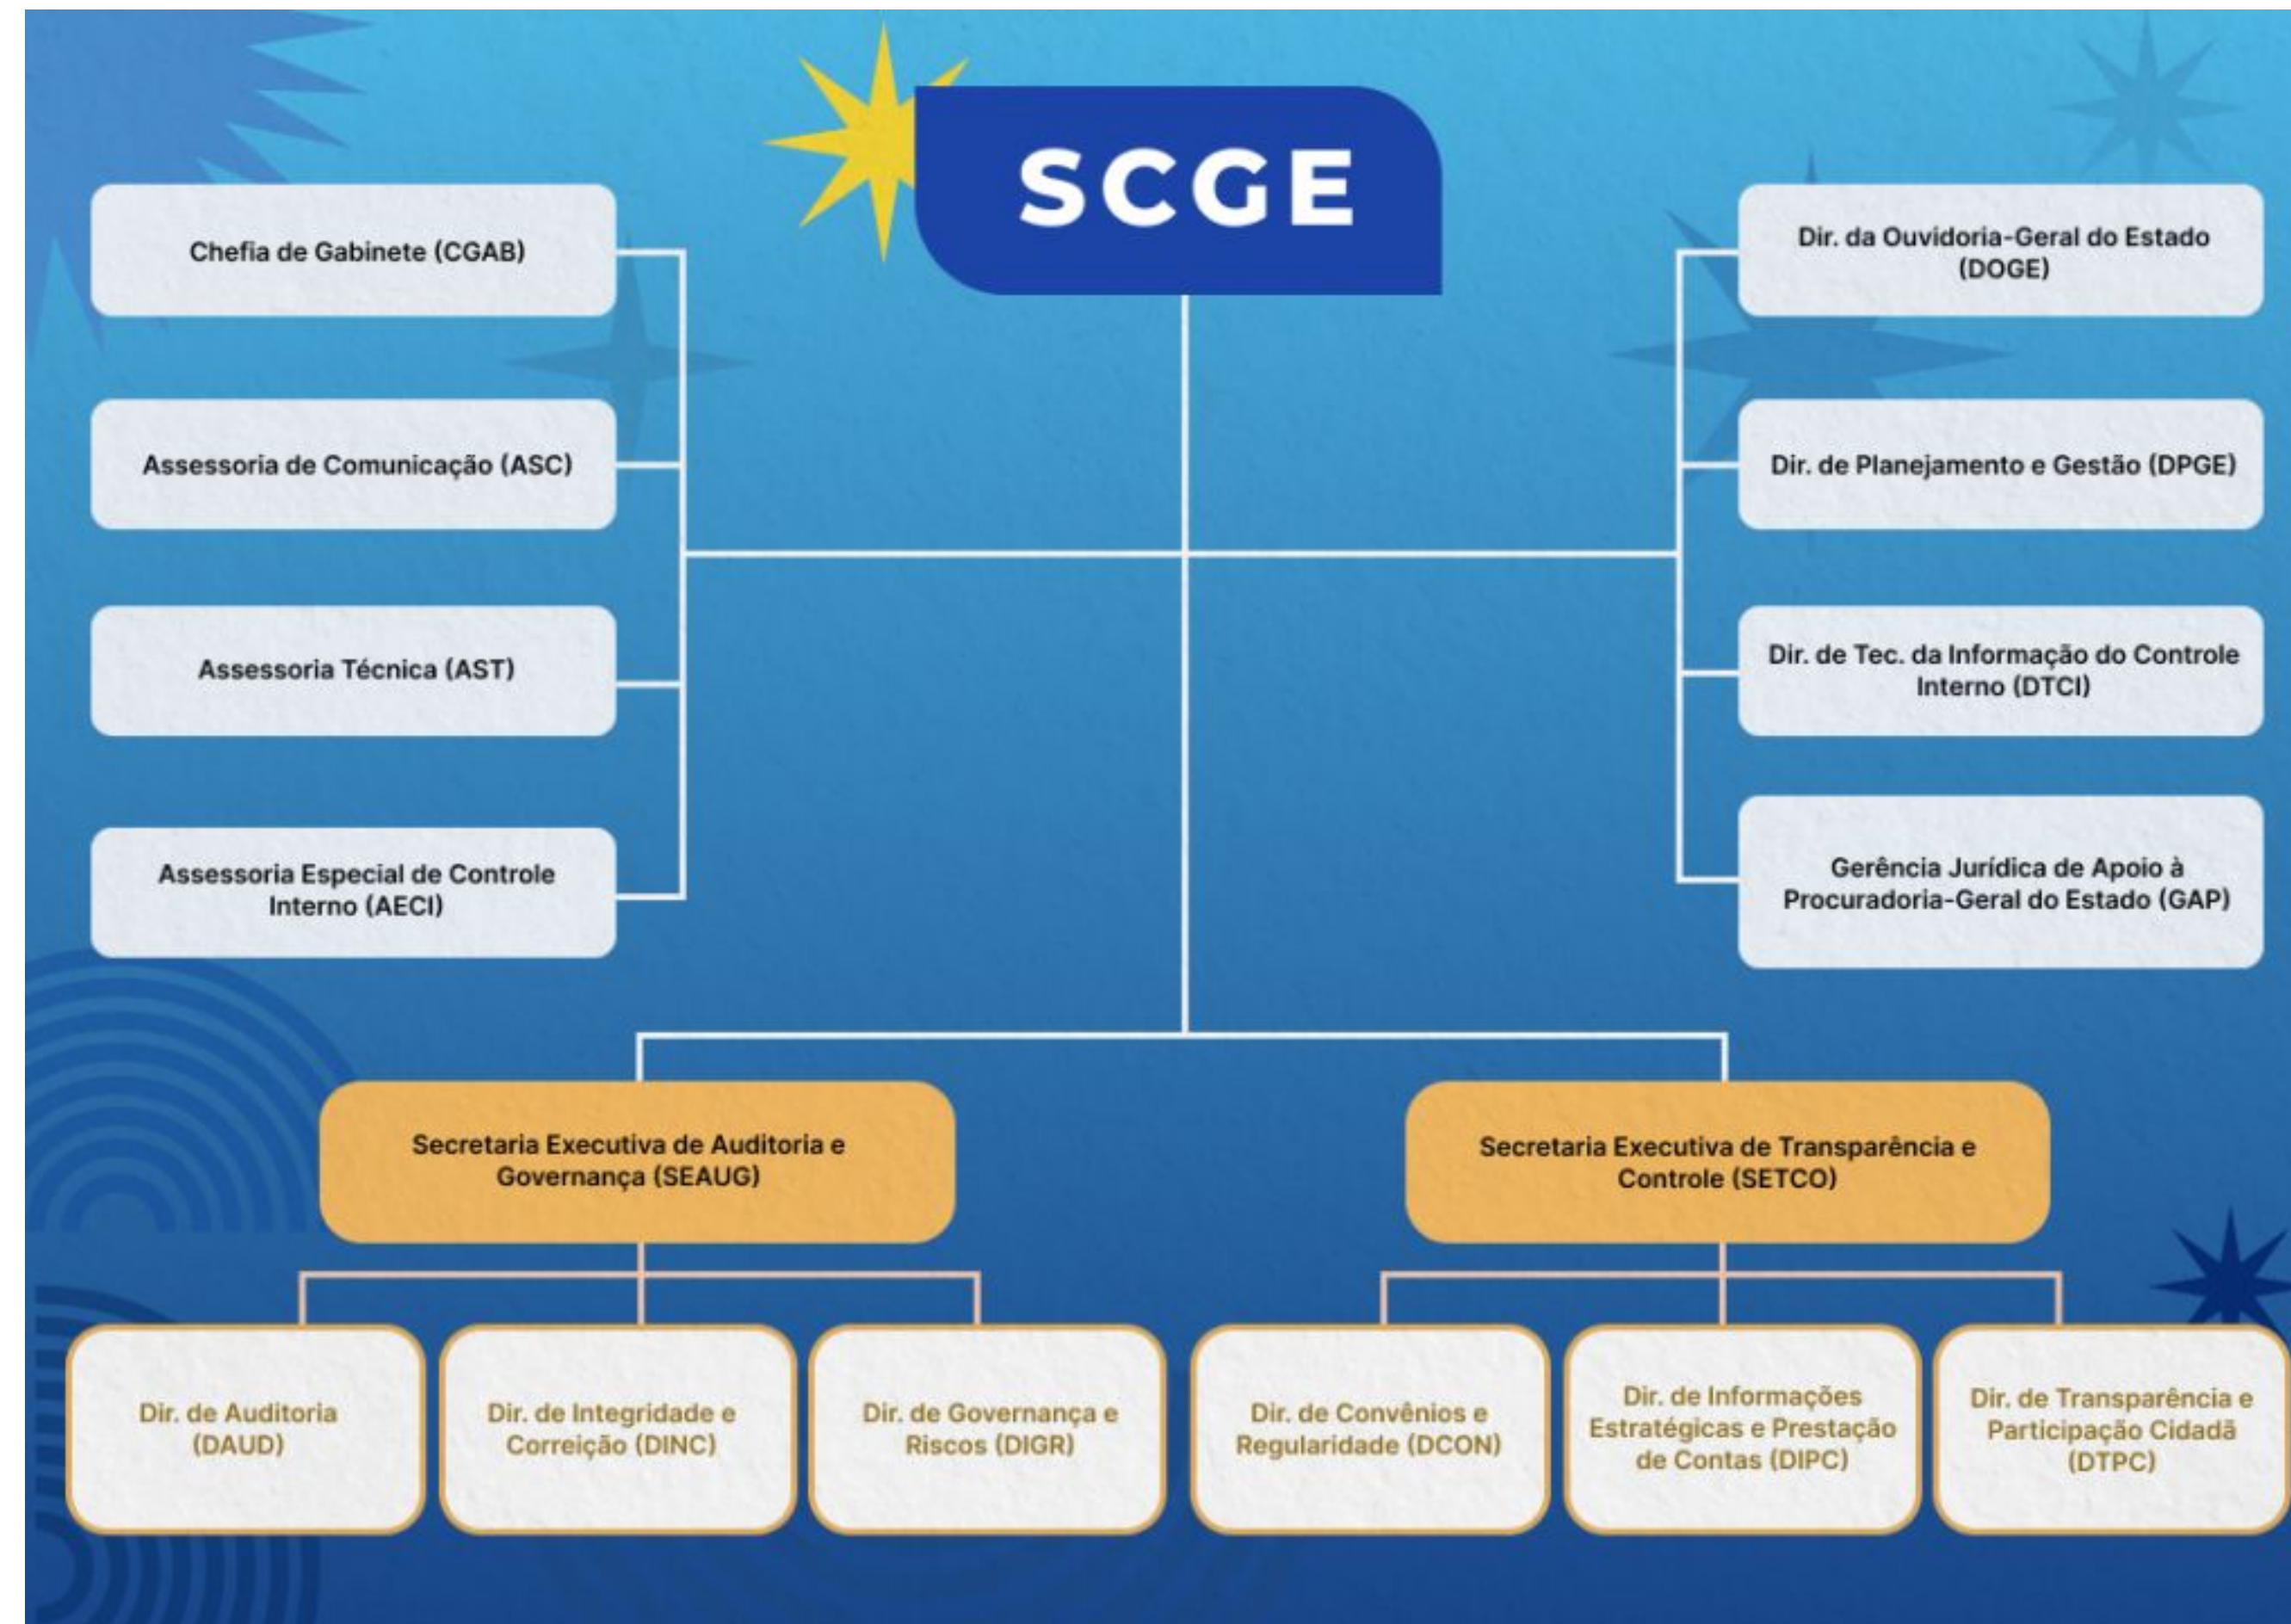 SCGE
Chefia de Gabinete (CGAB)
Assessoria de Comunicação (ASC)
Assessoria Técnica (AST)
Assessoria Especial de Controle
Interno (AECI)
Dir. da Ouvidoria-Geral do Estado
(DOGE)
Dir. de Planejamento e Gestão (DPGE)
Dir. de Tec. da Informação do Controle
Interno (DTCI)
Gerência Jurídica de Apoio à
Procuradoria-Geral do Estado (GAP)
Secretaria Executiva de Auditoria e
Governança (SEAUG)
Secretaria Executiva de Transparência e
Controle (SETCO)
Dir. de Auditoria
(DAUD)
Dir. de Integridade e
Correição (DINC)
Dir. de Governança e
Riscos (DIGR)
Dir. de Convênios e
Regularidade (DCON)
Dir. de Informações
Estratégicas e Prestação
de Contas (DIPC)
Dir. de Transparência e
Participação Cidadã
(DTPC)